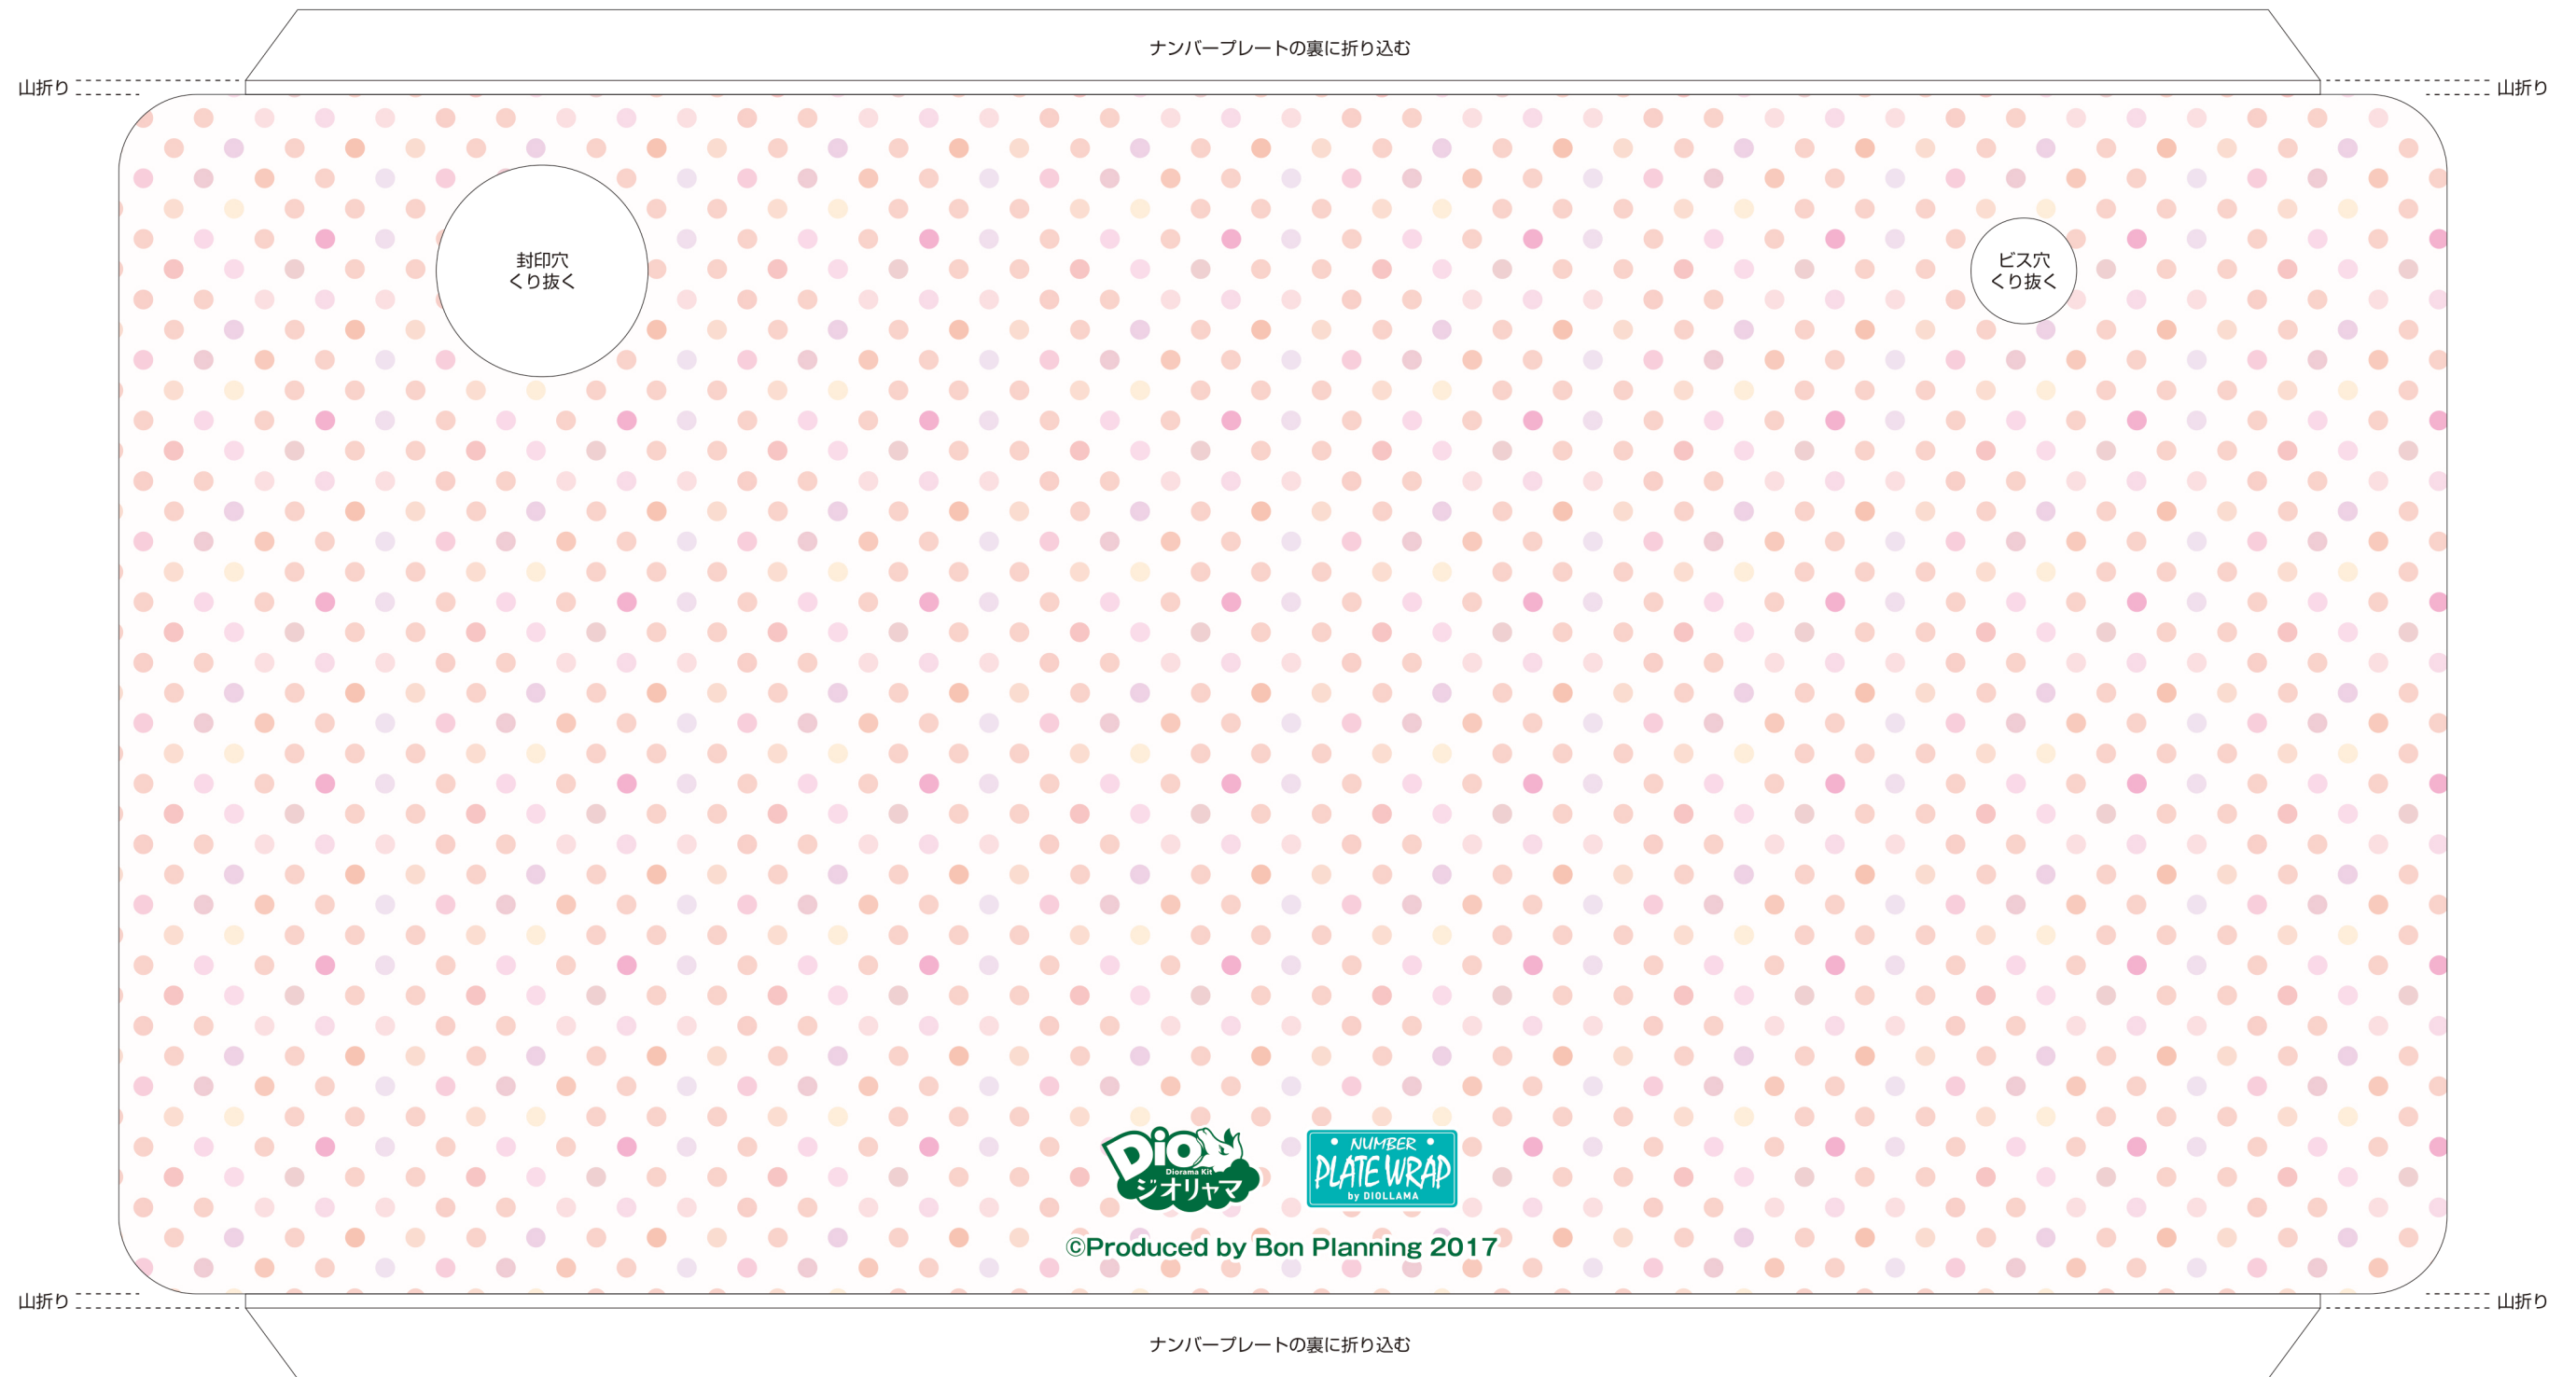 ナンバープレートの裏に折り込む
山折り
山折り
封印穴
くり抜く
ビス穴
くり抜く
Dio
Diorama Kit
ジオリャマ
NUMBER
PLATE WRAP
by DIOLLAMA
©Produced by Bon Planning 2017
山折り
山折り
ナンバープレートの裏に折り込む